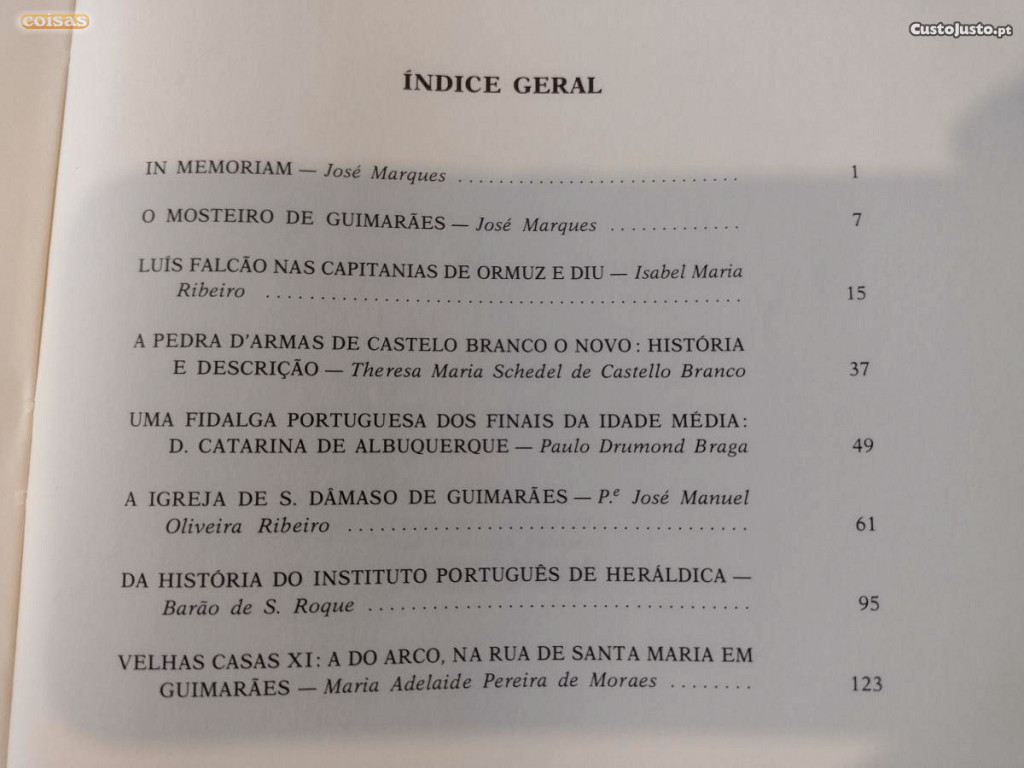 coisas
CustoJusto.pt
ÍNDICE GERAL
IN MEMORIAM — José Marques .............................. 1
O MOSTEIRO DE GUIMARÃES — José Marques ............. 7
LUÍS FALCÃO NAS CAPITANIAS DE ORMUZ E DIU — Isabel Maria
Ribeiro .............................................. 15
A PEDRA D'ARMAS DE CASTELO BRANCO O NOVO: HISTÓRIA
E DESCRIÇÃO — Theresa Maria Schedel de Castello Branco 37
UMA FIDALGA PORTUGUESA DOS FINAIS DA IDADE MÉDIA:
D. CATARINA DE ALBUQUERQUE — Paulo Drumond Braga 49
A IGREJA DE S. DÂMASO DE GUIMARÃES — P.e José Manuel
Oliveira Ribeiro ....................................... 61
DA HISTÓRIA DO INSTITUTO PORTUGUÊS DE HERÁLDICA —
Barão de S. Roque ..................................... 95
VELHAS CASAS XI: A DO ARCO, NA RUA DE SANTA MARIA EM
GUIMARÃES — Maria Adelaide Pereira de Moraes ........ 123